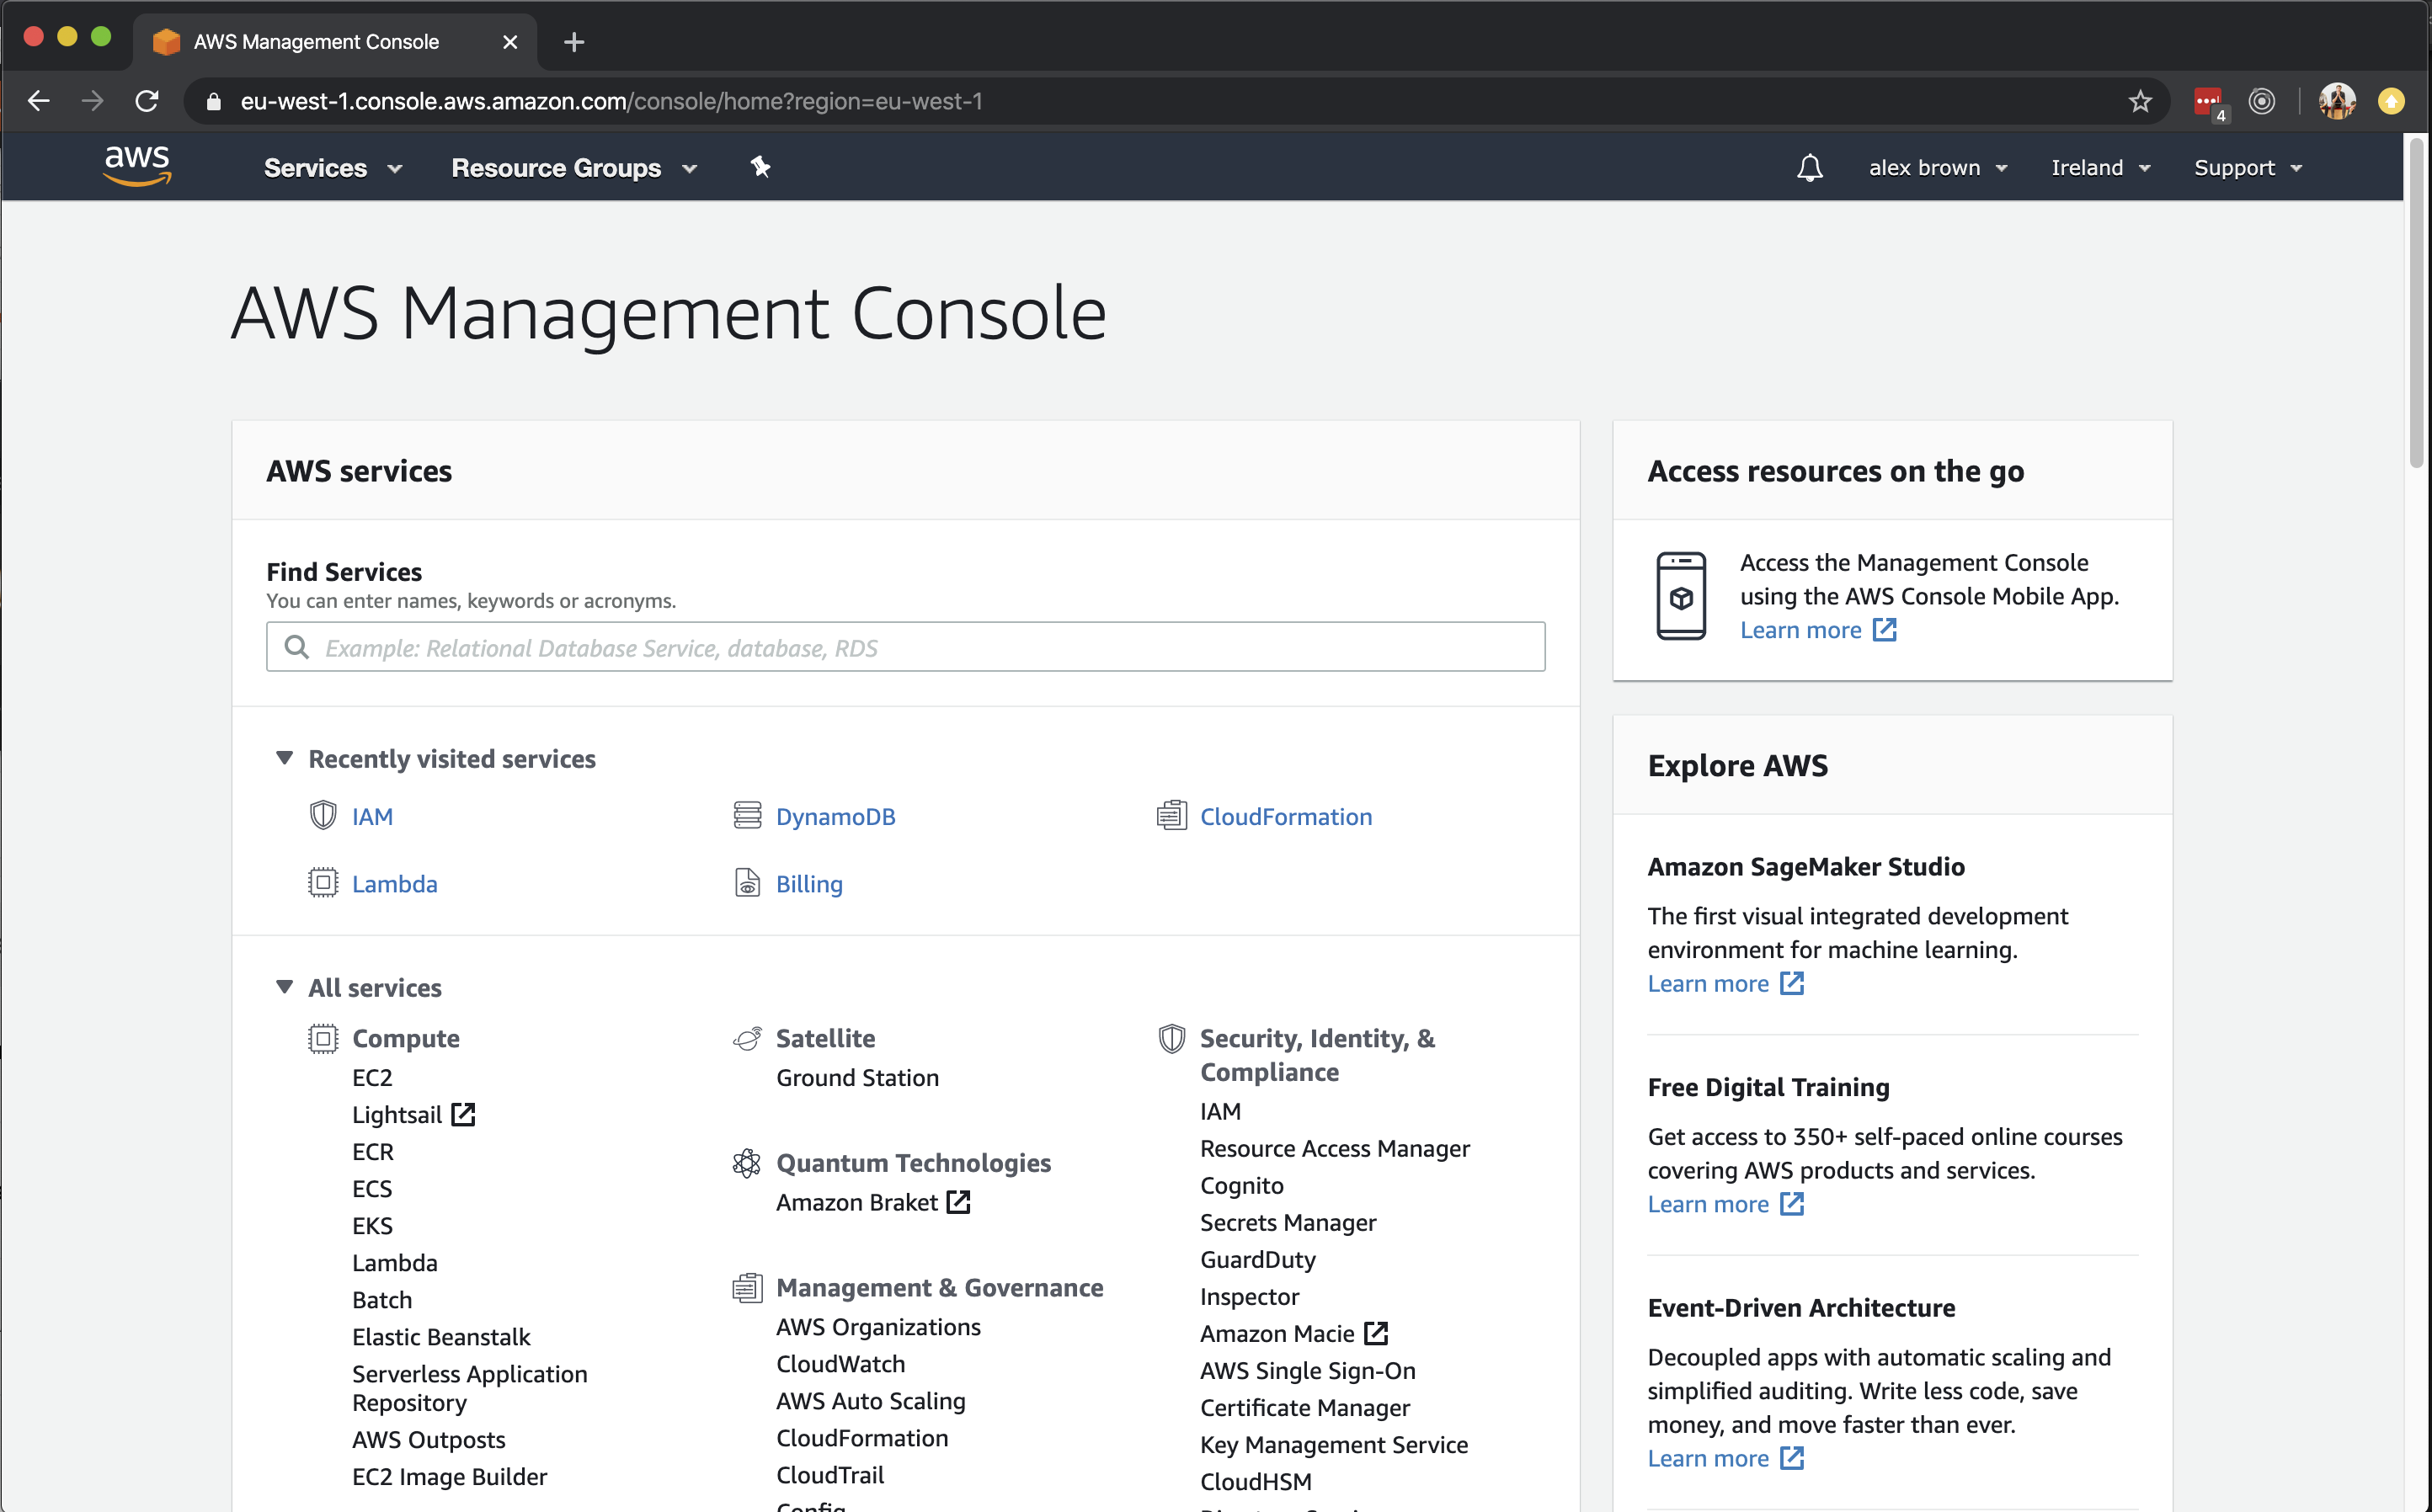 AWS Management Console
eu-west-1.console.aws.amazon.com/console/home?region=eu-west-1
4
aws
Services
Resource Groups
alex brown
Ireland
Support
AWS Management Console
AWS services
Find Services
You can enter names, keywords or acronyms.
Example: Relational Database Service, database, RDS
Recently visited services
IAM
DynamoDB
CloudFormation
Lambda
Billing
All services
Compute
EC2
Lightsail
ECR
ECS
EKS
Lambda
Batch
Elastic Beanstalk
Serverless Application
Repository
AWS Outposts
EC2 Image Builder
Satellite
Ground Station
Quantum Technologies
Amazon Braket
Management & Governance
AWS Organizations
CloudWatch
AWS Auto Scaling
CloudFormation
CloudTrail
Config
Security, Identity, &
Compliance
IAM
Resource Access Manager
Cognito
Secrets Manager
GuardDuty
Inspector
Amazon Macie
AWS Single Sign-On
Certificate Manager
Key Management Service
CloudHSM
Access resources on the go
Access the Management Console
using the AWS Console Mobile App.
Learn more
Explore AWS
Amazon SageMaker Studio
The first visual integrated development
environment for machine learning.
Learn more
Free Digital Training
Get access to 350+ self-paced online courses
covering AWS products and services.
Learn more
Event-Driven Architecture
Decoupled apps with automatic scaling and
simplified auditing. Write less code, save
money, and move faster than ever.
Learn more